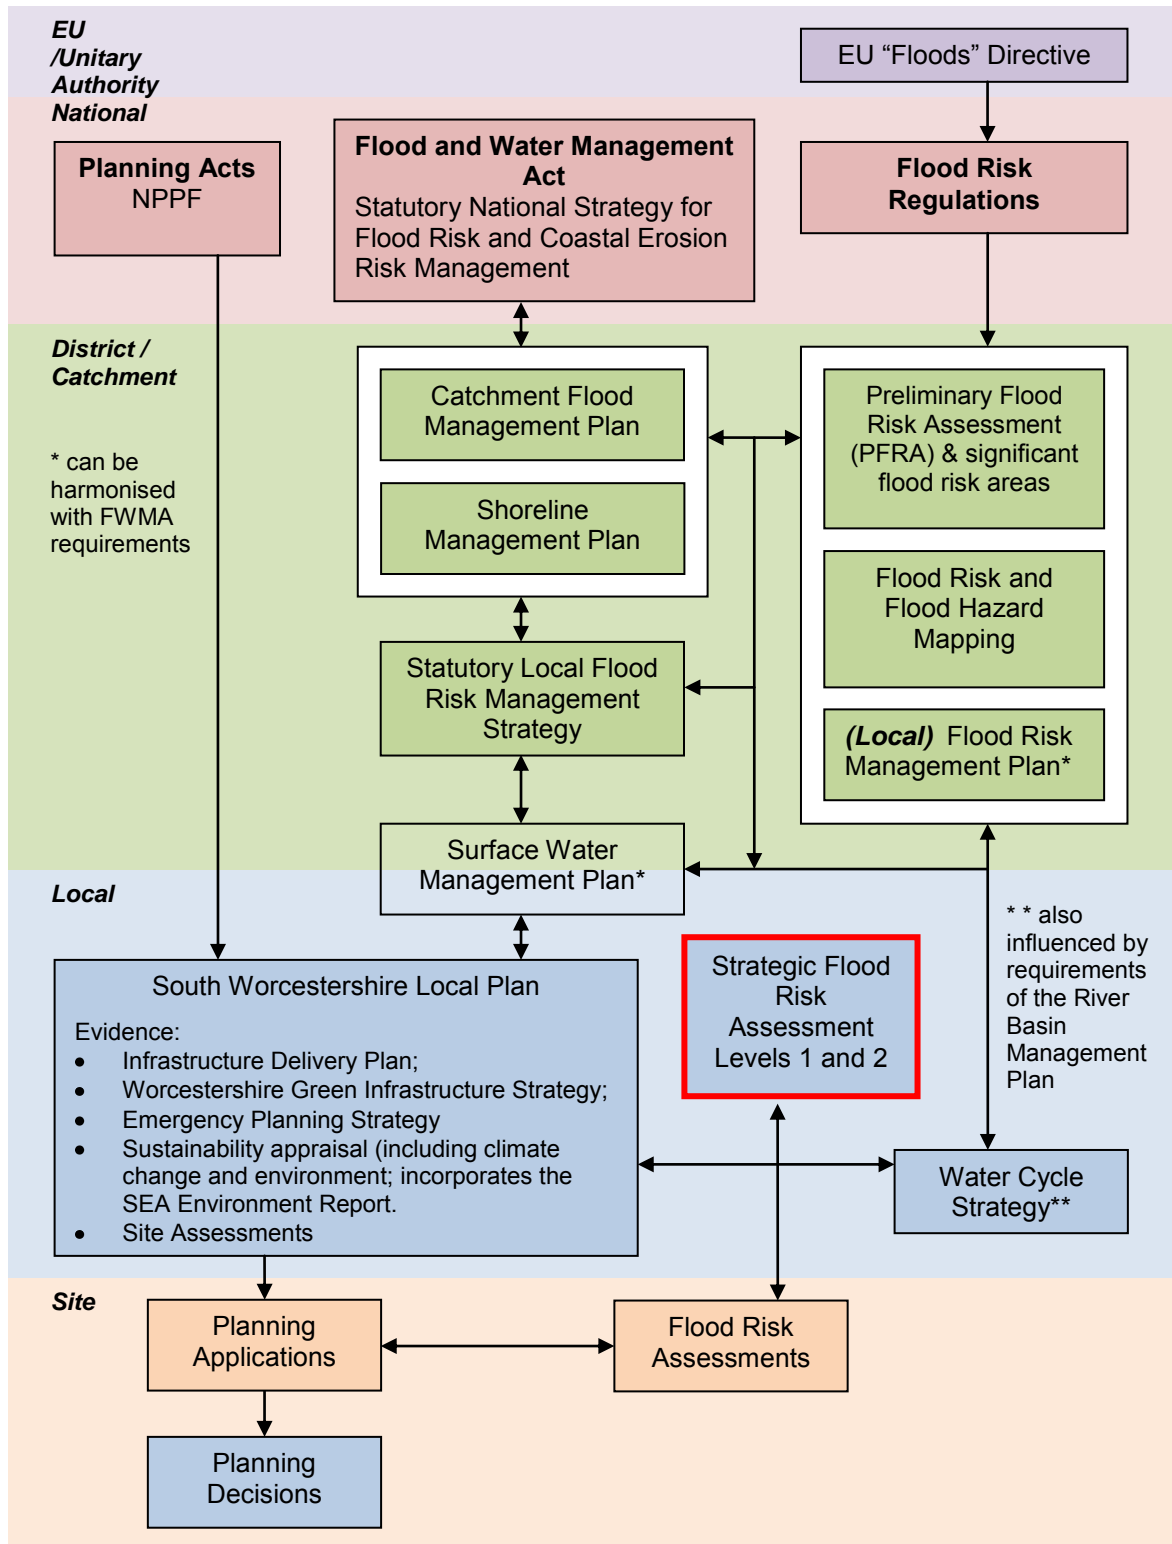 EU
/Unitary
Authority
National
EU “Floods” Directive
Planning Acts
NPPF
Flood and Water Management
Act
Statutory National Strategy for
Flood Risk and Coastal Erosion
Risk Management
Flood Risk
Regulations
District /
Catchment
* can be
harmonised
with FWMA
requirements
Catchment Flood
Management Plan
Shoreline
Management Plan
Preliminary Flood
Risk Assessment
(PFRA) & significant
flood risk areas
Flood Risk and
Flood Hazard
Mapping
(Local) Flood Risk
Management Plan*
Statutory Local Flood
Risk Management
Strategy
Surface Water
Management Plan*
Local
South Worcestershire Local Plan
Evidence:
• Infrastructure Delivery Plan;
• Worcestershire Green Infrastructure Strategy;
• Emergency Planning Strategy
• Sustainability appraisal (including climate
change and environment; incorporates the
SEA Environment Report.
• Site Assessments
Strategic Flood
Risk
Assessment
Levels 1 and 2
* * also
influenced by
requirements
of the River
Basin
Management
Plan
Water Cycle
Strategy**
Site
Planning
Applications
Flood Risk
Assessments
Planning
Decisions